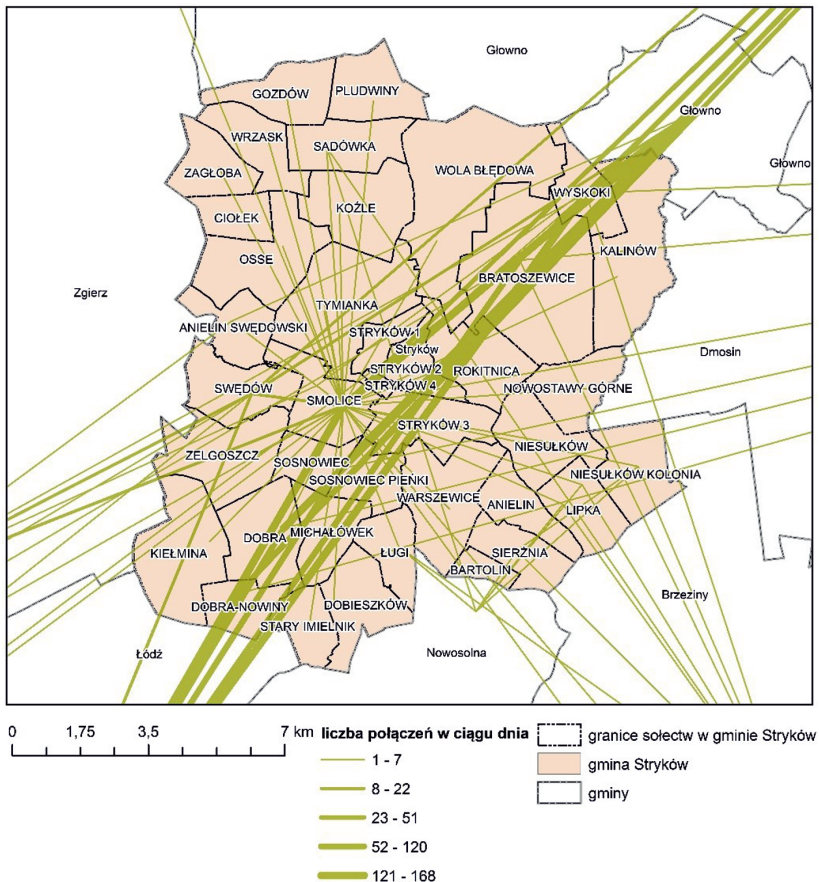 Głowno
GOZDÓW
PLUDWINY
Głowno
WRZASK
SADÓWKA
ZAGŁOBA
WOLA BŁĘDOWA
Głowno
WYSKOKI
CIOŁEK
KOŹLE
OSSE
KALINÓW
BRATOSZEWICE
Zgierz
TYMIANKA
ANIELIN SWĘDOWSKI
STRYKÓW 1
Stryków
Dmosin
STRYKÓW 2
ROKITNICA
SWĘDÓW
STRYKÓW 4
NOWOSTAWY GÓRNE
SMOLICE
STRYKÓW 3
NIESUŁKÓW
ZELGOSZCZ
SOSNOWIEC
SOSNOWIEC PIEŃKI
NIESUŁKÓW KOLONIA
WARSZEWICE
ANIELIN
LIPKA
DOBRA
MICHAŁÓWEK
KIEŁMINA
ŁUGI
SIERŻNIA
BARTOLIN
Brzeziny
DOBRA-NOWINY
DOBIESZKÓW
STARY IMIELNIK
Łódź
Nowosolna
0 1,75 3,5 7 km
liczba połączeń w ciągu dnia
1 - 7
8 - 22
23 - 51
52 - 120
121 - 168
granice sołectw w gminie Stryków
gmina Stryków
gminy